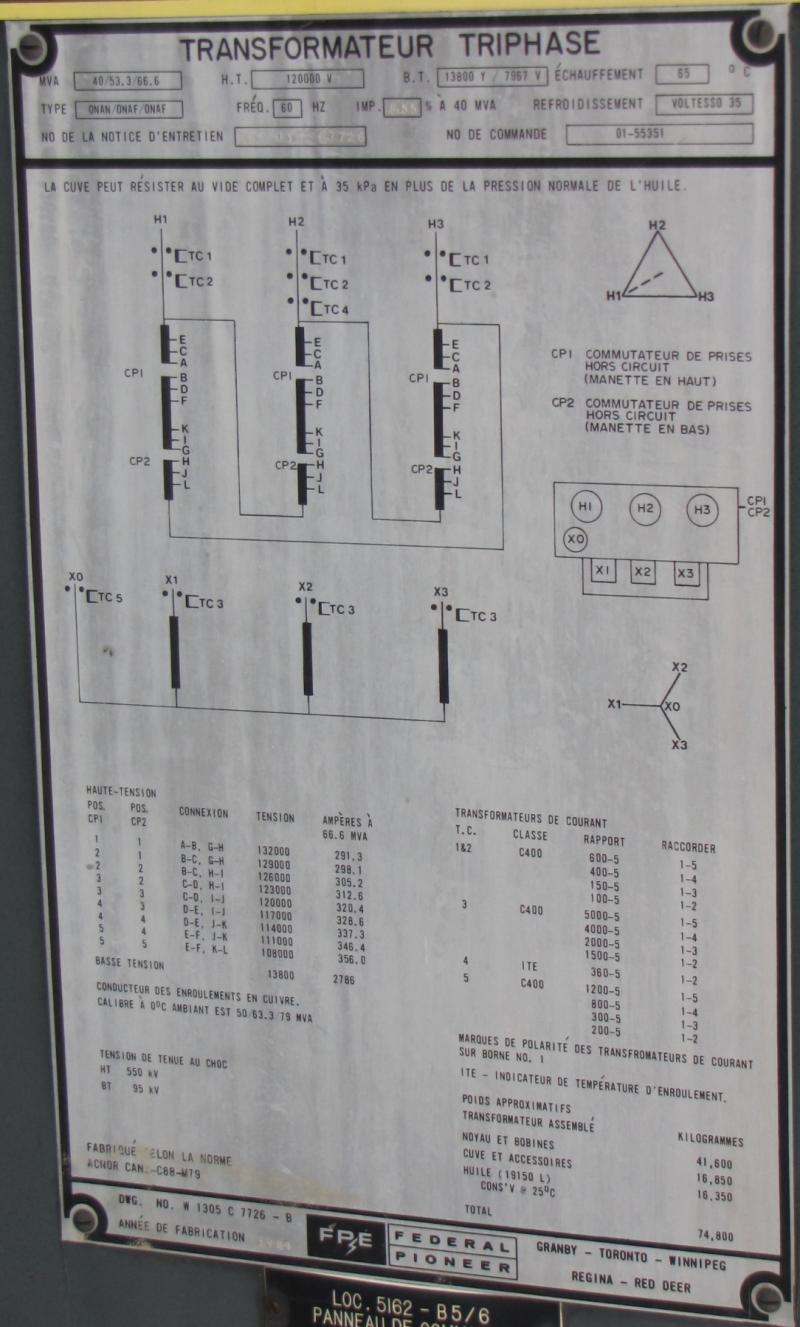 TRANSFORMATEUR TRIPHASE
MVA 40/53.3/66.6 H.T. 120000 V B.T. 13800 Y / 7967 V ÉCHAUFFEMENT 65 °C
TYPE ONAN/ONAF/ONAF FRÉQ. 60 HZ IMP. % À 40 MVA REFROIDISSEMENT VOLTESSO 35
NO DE LA NOTICE D'ENTRETIEN NO DE COMMANDE 01-55351
LA CUVE PEUT RÉSISTER AU VIDE COMPLET ET À 35 kPa EN PLUS DE LA PRESSION NORMALE DE L'HUILE.
H1 H2 H3
TC 1 TC 1 TC 1
TC 2 TC 2 TC 2
TC 4
E E E
C C C
A A A
CP1 CP1 CP1
B B B
D D D
F F F
K K K
I I I
G G G
CP2 CP2 CP2
H H H
J J J
L L L
H2
H1 H3
CP1 COMMUTATEUR DE PRISES
HORS CIRCUIT
(MANETTE EN HAUT)
CP2 COMMUTATEUR DE PRISES
HORS CIRCUIT
(MANETTE EN BAS)
H1 H2 H3
CP1
CP2
XO
X1 X2 X3
XO X1 X2 X3
TC 5 TC 3 TC 3 TC 3
X2
X1 XO
X3
HAUTE-TENSION
POS. CP1 POS. CP2 CONNEXION TENSION AMPÈRES À 66.6 MVA
1 1 A-B, G-H 132000 291.3
2 1 B-C, G-H 129000 298.1
2 2 B-C, H-I 126000 305.2
3 2 C-D, H-I 123000 312.6
3 3 C-D, I-J 120000 320.4
4 3 D-E, I-J 117000 328.6
4 4 D-E, J-K 114000 337.3
5 4 E-F, J-K 111000 346.4
5 5 E-F, K-L 108000 356.0
BASSE TENSION 13800 2786
CONDUCTEUR DES ENROULEMENTS EN CUIVRE.
CALIBRE À 0°C AMBIANT EST 50/63.3/79 MVA
TENSION DE TENUE AU CHOC
HT 550 kV
BT 95 kV
FABRIQUÉ ELON LA NORME
ACNOR CAN.-C88-M79
TRANSFORMATEURS DE COURANT
T.C. CLASSE RAPPORT RACCORDER
1&2 C400 600-5 1-5
400-5 1-4
150-5 1-3
100-5 1-2
3 C400 5000-5 1-5
4000-5 1-4
2000-5 1-3
1500-5 1-2
4 ITE 360-5 1-2
5 C400 1200-5 1-5
800-5 1-4
300-5 1-3
200-5 1-2
MARQUES DE POLARITÉ DES TRANSFROMATEURS DE COURANT
SUR BORNE NO. 1
ITE - INDICATEUR DE TEMPÉRATURE D'ENROULEMENT.
POIDS APPROXIMATIFS
TRANSFORMATEUR ASSEMBLÉ KILOGRAMMES
NOYAU ET BOBINES 41,600
CUVE ET ACCESSOIRES 16,850
HUILE (19150 L) 16,350
CONS'V @ 25°C
TOTAL 74,800
DWG. NO. W 1305 C 7726 - B
ANNÉE DE FABRICATION
FPE FEDERAL PIONEER
GRANBY - TORONTO - WINNIPEG
REGINA - RED DEER
LOC. 5162 - B5/6
PANNEAU DE